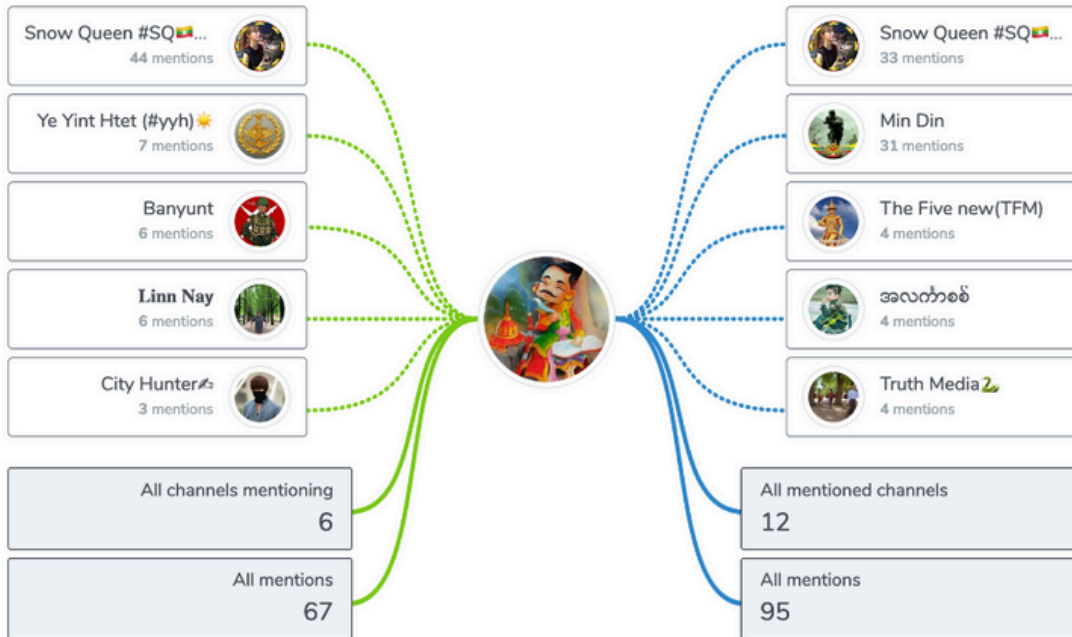 Snow Queen #SQ🇲🇲...
44 mentions
Ye Yint Htet (#yyh)☀️
7 mentions
Banyunt
6 mentions
Linn Nay
6 mentions
City Hunter✍
3 mentions
All channels mentioning
6
All mentions
67
Snow Queen #SQ🇲🇲...
33 mentions
Min Din
31 mentions
The Five new(TFM)
4 mentions
အလင်္ကာစစ်
4 mentions
Truth Media🐍
4 mentions
All mentioned channels
12
All mentions
95